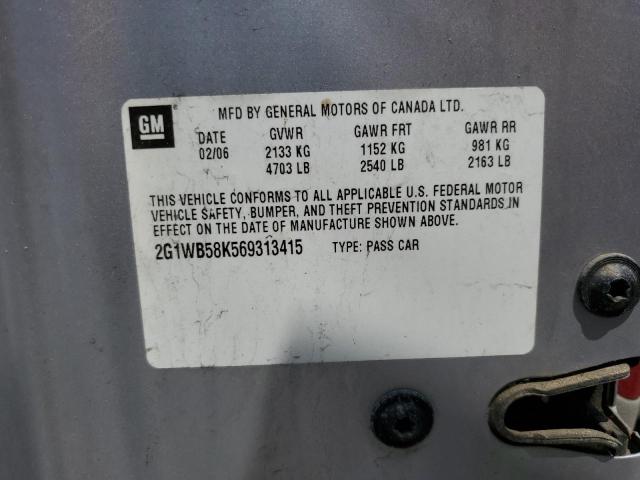 GM
MFD BY GENERAL MOTORS OF CANADA LTD.
DATE GVWR GAWR FRT GAWR RR
02/06 2133 KG 1152 KG 981 KG
4703 LB 2540 LB 2163 LB
THIS VEHICLE CONFORMS TO ALL APPLICABLE U.S. FEDERAL MOTOR
VEHICLE SAFETY, BUMPER, AND THEFT PREVENTION STANDARDS IN
EFFECT ON THE DATE OF MANUFACTURE SHOWN ABOVE.
2G1WB58K569313415 TYPE: PASS CAR